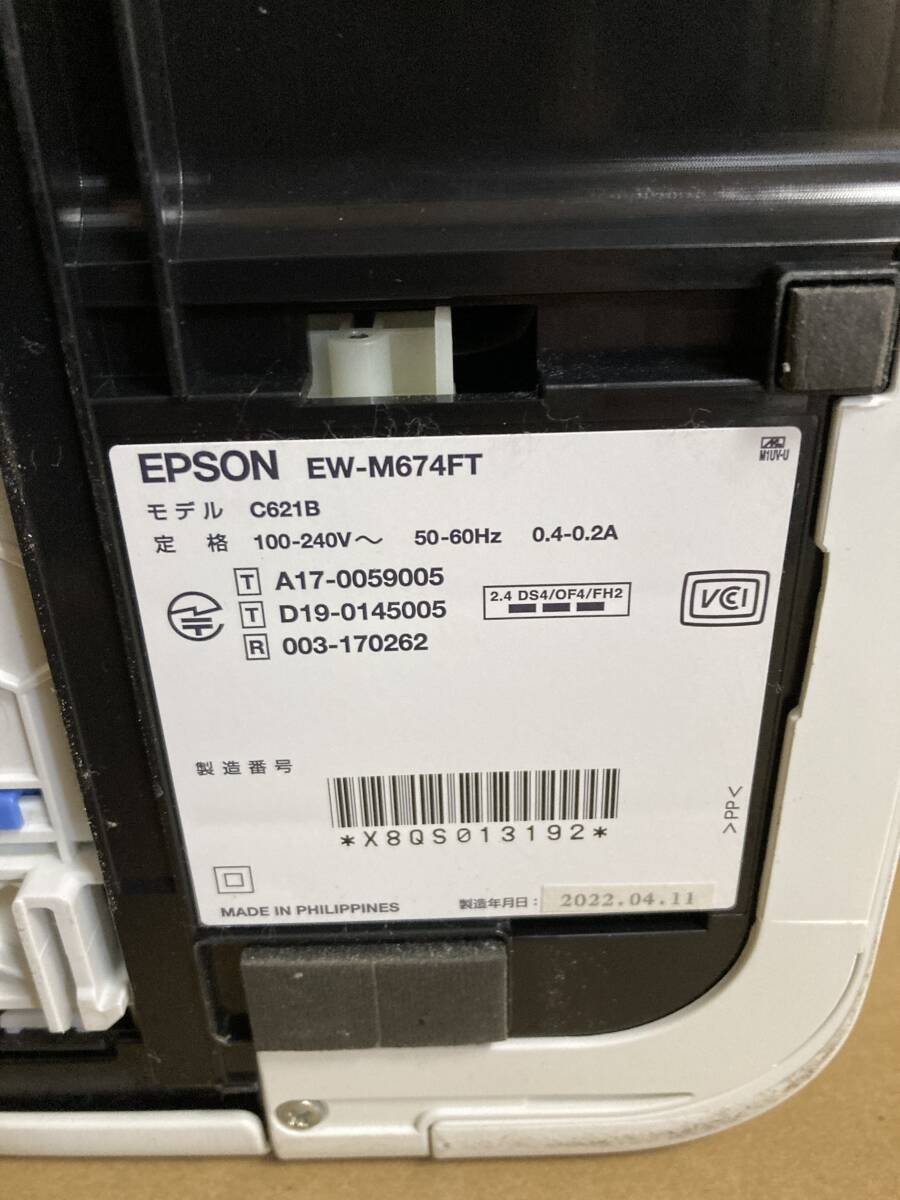 EPSON EW-M674FT
M1UV-U
モデル C621B
定格 100-240V～ 50-60Hz 0.4-0.2A
T A17-0059005
T D19-0145005
R 003-170262
2.4 DS4/OF4/FH2
VCI
製造番号
*X8QS013192*
>PP<
MADE IN PHILIPPINES
製造年月日: 2022.04.11